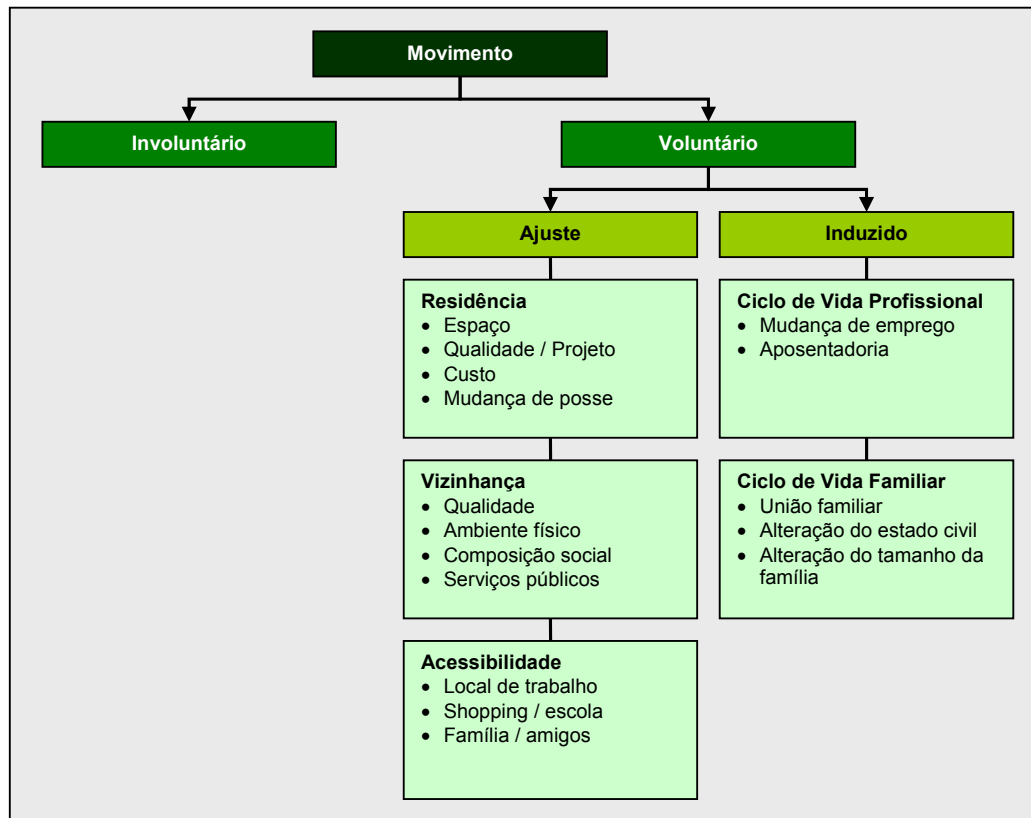 Movimento
Involuntário
Voluntário
Ajuste
Induzido
Residência
• Espaço
• Qualidade / Projeto
• Custo
• Mudança de posse
Ciclo de Vida Profissional
• Mudança de emprego
• Aposentadoria
Vizinhança
• Qualidade
• Ambiente físico
• Composição social
• Serviços públicos
Ciclo de Vida Familiar
• União familiar
• Alteração do estado civil
• Alteração do tamanho da
família
Acessibilidade
• Local de trabalho
• Shopping / escola
• Família / amigos